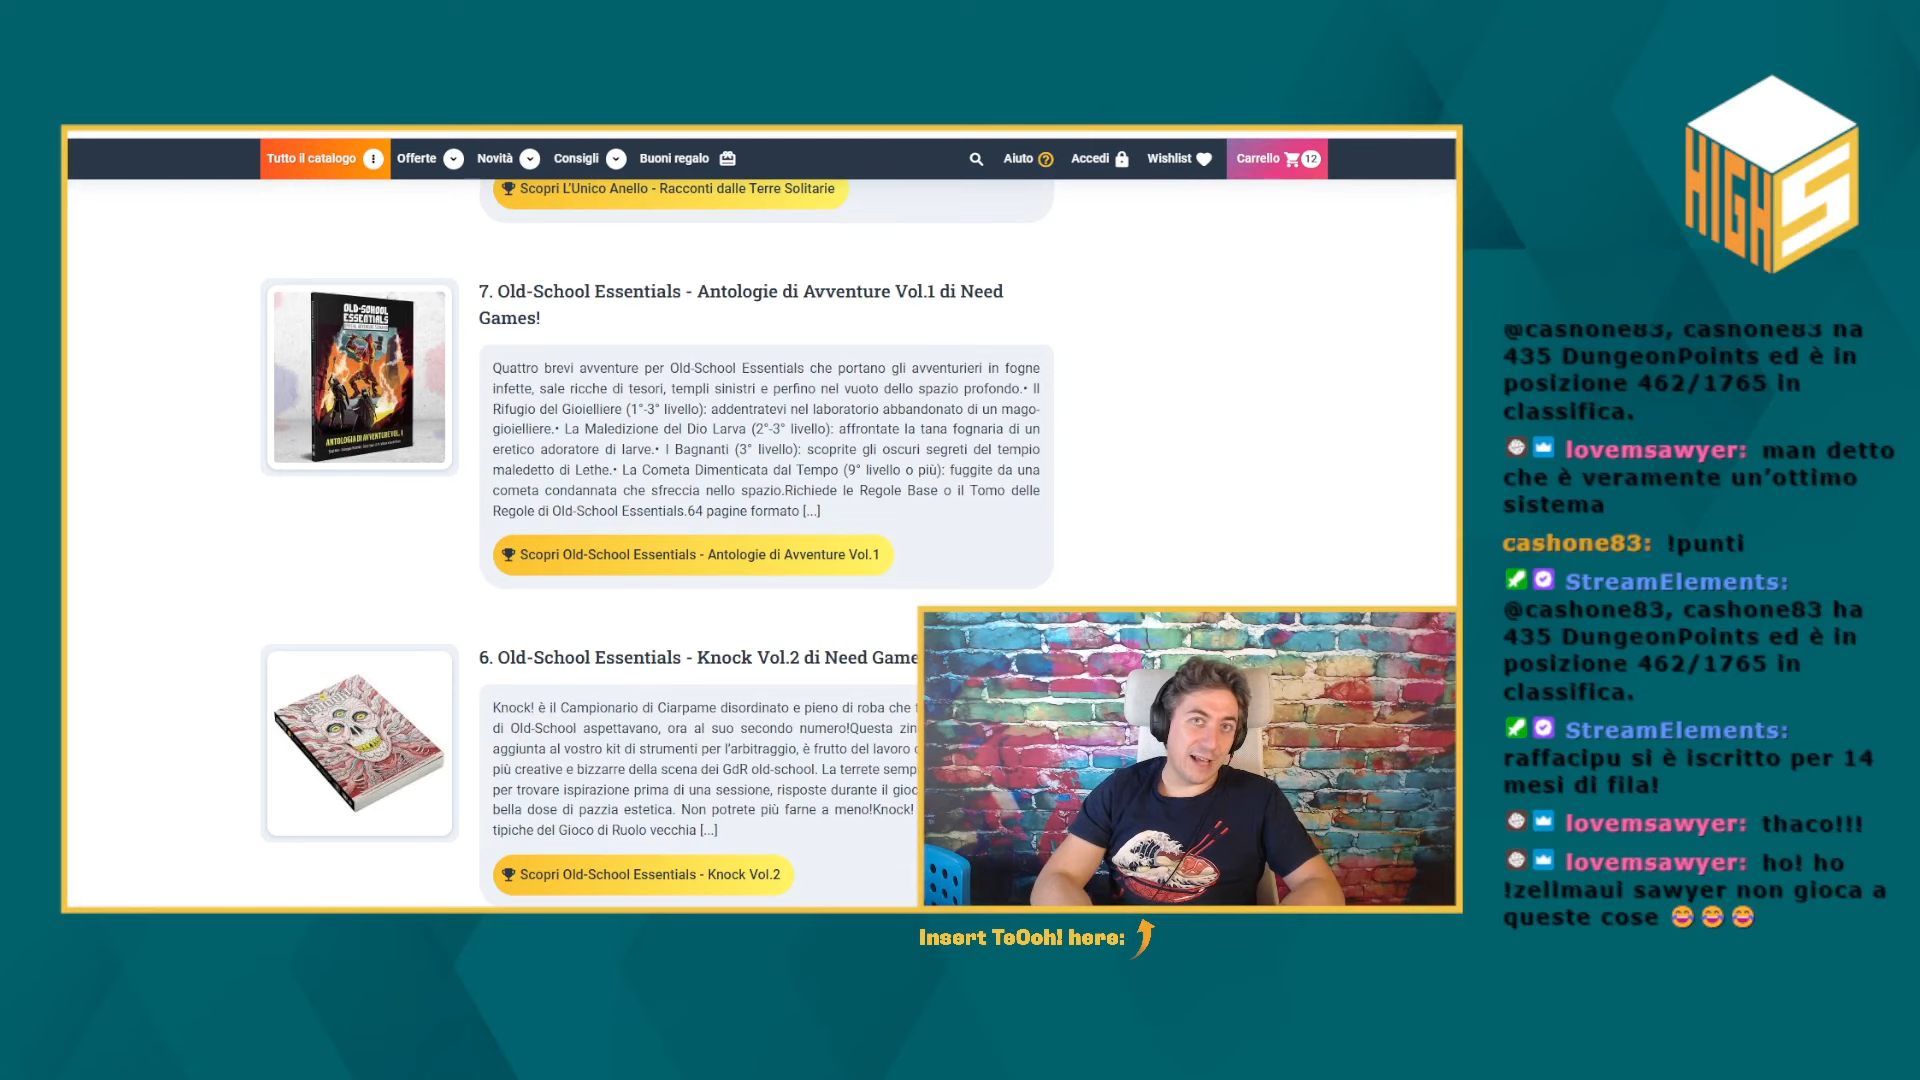 Tutto il catalogo
Offerte
Novità
Consigli
Buoni regalo
Aiuto
Accedi
Wishlist
Carrello 12
Scopri L'Unico Anello - Racconti dalle Terre Solitarie
7. Old-School Essentials - Antologie di Avventure Vol.1 di Need
Games!
OLD-SCHOOL
ESSENTIALS
ANTOLOGIA DI AVVENTURE VOL. 1
Quattro brevi avventure per Old-School Essentials che portano gli avventurieri in fogne
infette, sale ricche di tesori, templi sinistri e perfino nel vuoto dello spazio profondo.• Il
Rifugio del Gioielliere (1°-3° livello): addentratevi nel laboratorio abbandonato di un mago-
gioielliere.• La Maledizione del Dio Larva (2°-3° livello): affrontate la tana fognaria di un
eretico adoratore di larve.• I Bagnanti (3° livello): scoprite gli oscuri segreti del tempio
maledetto di Lethe.• La Cometa Dimenticata dal Tempo (9° livello o più): fuggite da una
cometa condannata che sfreccia nello spazio.Richiede le Regole Base o il Tomo delle
Regole di Old-School Essentials.64 pagine formato [...]
Scopri Old-School Essentials - Antologie di Avventure Vol.1
6. Old-School Essentials - Knock Vol.2 di Need Game
Knock! è il Campionario di Ciarpame disordinato e pieno di roba che
di Old-School aspettavano, ora al suo secondo numero!Questa zin
aggiunta al vostro kit di strumenti per l'arbitraggio, è frutto del lavoro
più creative e bizzarre della scena dei GdR old-school. La terrete semp
per trovare ispirazione prima di una sessione, risposte durante il gioc
bella dose di pazzia estetica. Non potrete più farne a meno!Knock!
tipiche del Gioco di Ruolo vecchia [...]
Scopri Old-School Essentials - Knock Vol.2
Insert TeOoh! here:
HIGH 5
@cashone83, cashone83 ha
435 DungeonPoints ed è in
posizione 462/1765 in
classifica.
lovemsawyer: man detto
che è veramente un'ottimo
sistema
cashone83: !punti
StreamElements:
@cashone83, cashone83 ha
435 DungeonPoints ed è in
posizione 462/1765 in
classifica.
StreamElements:
raffacipu si è iscritto per 14
mesi di fila!
lovemsawyer: thaco!!!
lovemsawyer: ho! ho
!zellmaui sawyer non gioca a
queste cose 😂 😂 😂